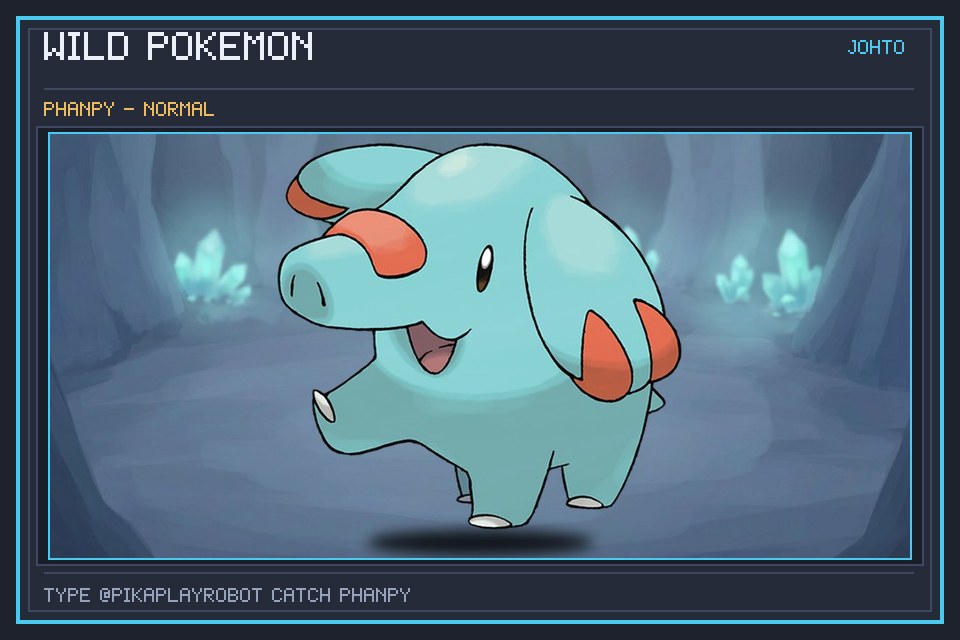 WILD POKEMON
JOHTO
PHANPY - NORMAL
TYPE @PIKAPLAYROBOT CATCH PHANPY